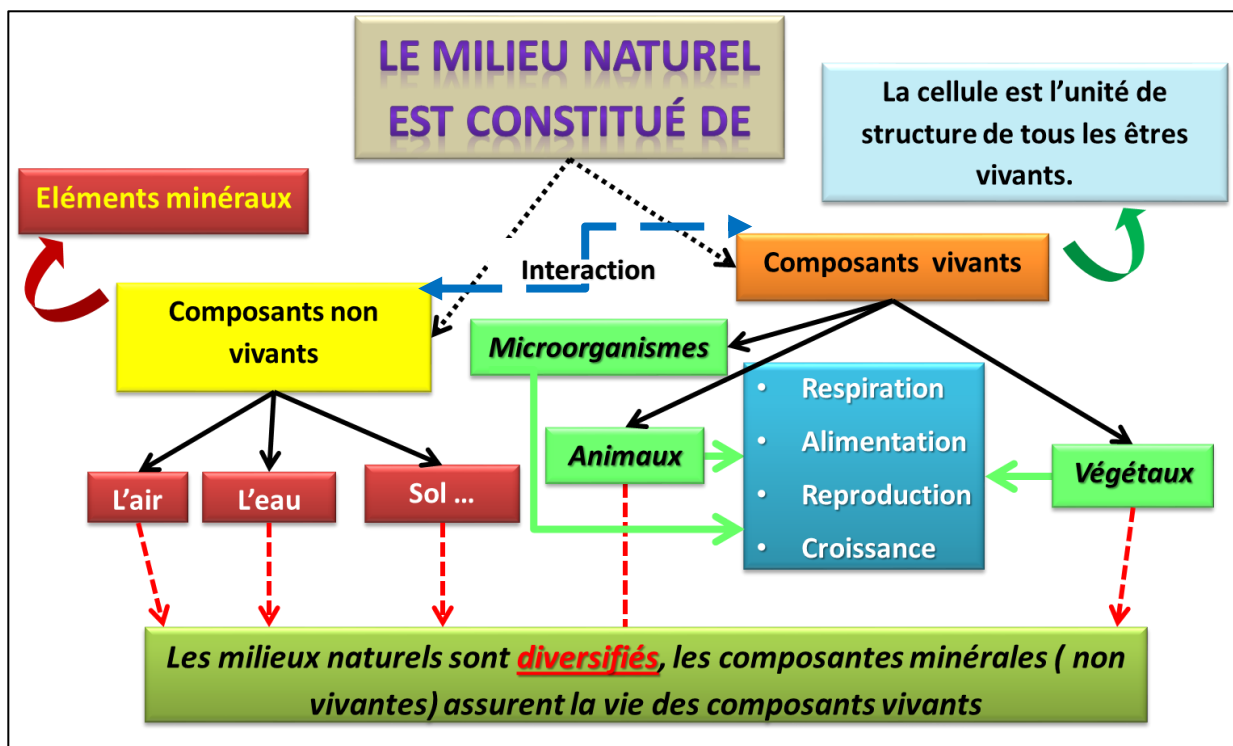 LE MILIEU NATUREL
EST CONSTITUÉ DE
La cellule est l'unité de
structure de tous les êtres
vivants.
Eléments minéraux
Interaction
Composants vivants
Composants non
vivants
Microorganismes
• Respiration
• Alimentation
• Reproduction
• Croissance
Animaux
Végétaux
L'air
L'eau
Sol ...
Les milieux naturels sont diversifiés, les composantes minérales ( non
vivantes) assurent la vie des composants vivants